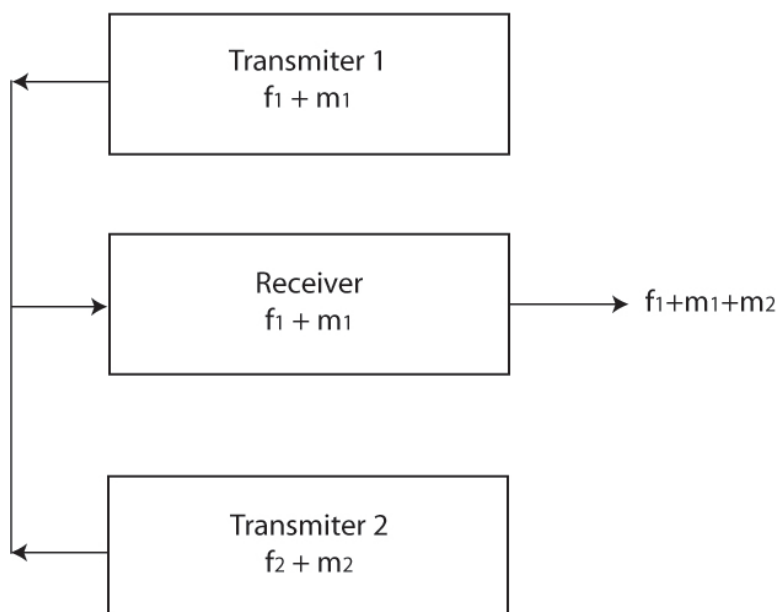 Transmiter 1
f1 + m1
Receiver
f1 + m1
f1+m1+m2
Transmiter 2
f2 + m2